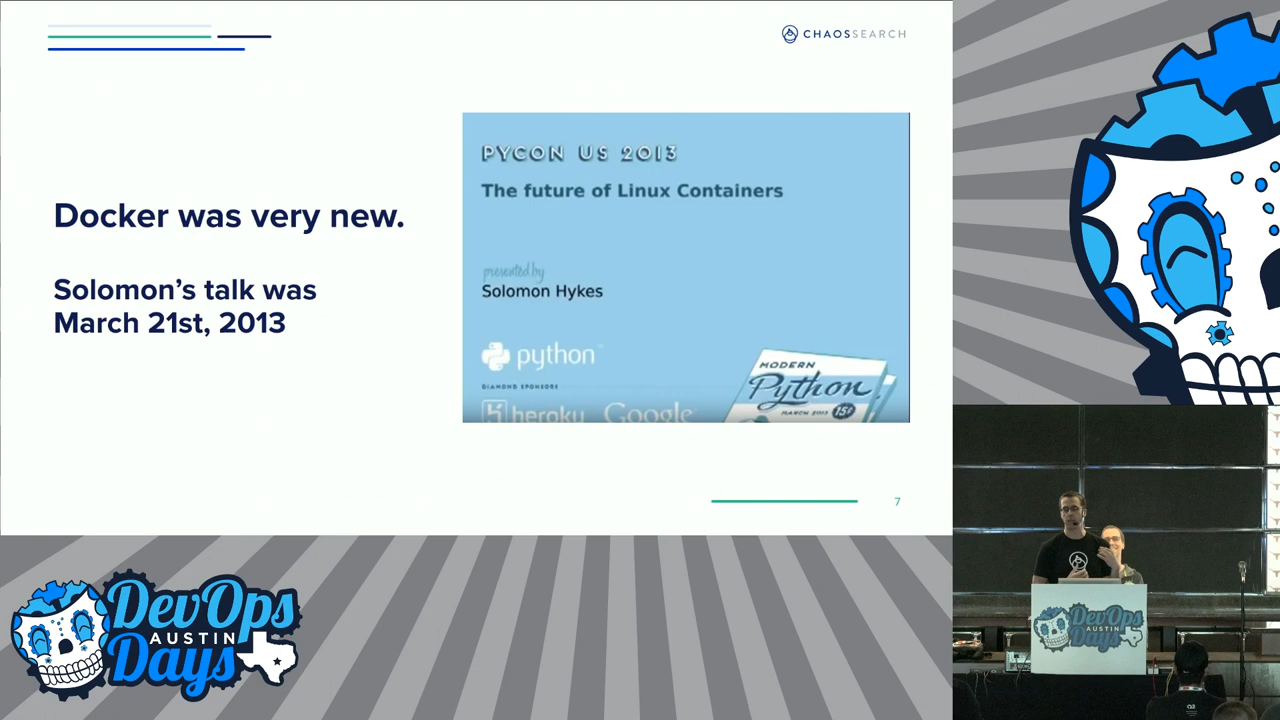 CHAOSSEARCH
Docker was very new.
Solomon's talk was
March 21st, 2013
PYCON US 2013
The future of Linux Containers
presented by
Solomon Hykes
python
DIAMOND SPONSORS
heroku Google
MODERN
Python
MARCH 2013 15¢
7
DevOps
AUSTIN
Days
DevOps
AUSTIN
Days